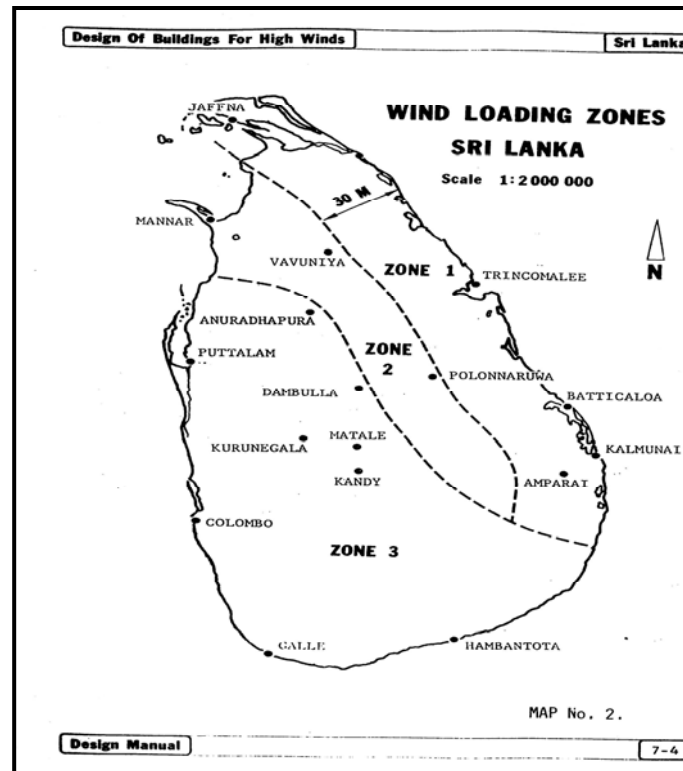 Design Of Buildings For High Winds
Sri Lanka
JAFFNA
WIND LOADING ZONES
SRI LANKA
Scale 1:2 000 000
30 M
MANNAR
N
VAVUNIYA
ZONE 1
TRINCOMALEE
ANURADHAPURA
ZONE
2
PUTTALAM
POLONNARUWA
DAMBULLA
BATTICALOA
KURUNEGALA
MATALE
KALMUNAI
KANDY
AMPARAI
COLOMBO
ZONE 3
GALLE
HAMBANTOTA
MAP No. 2.
Design Manual
7-4